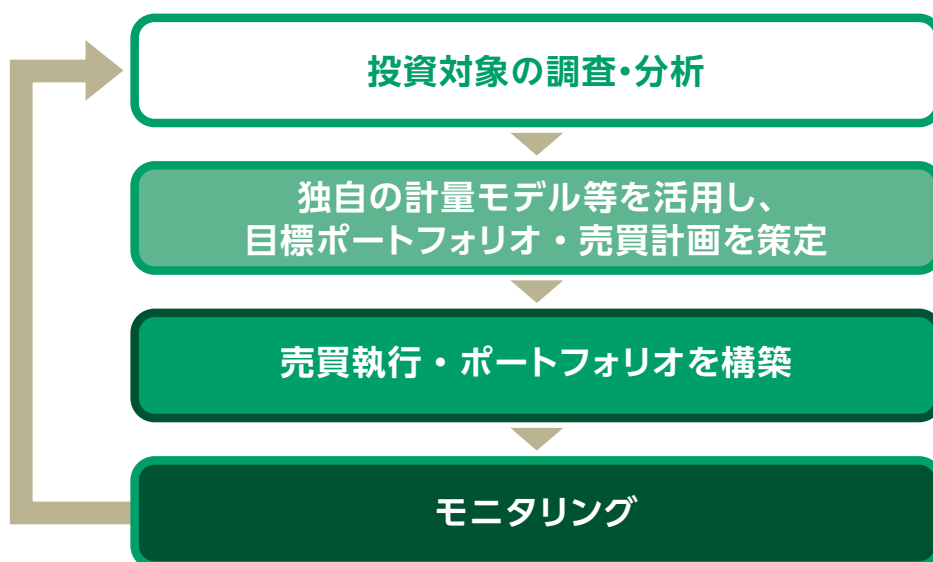 投資対象の調査・分析
独自の計量モデル等を活用し、
目標ポートフォリオ・売買計画を策定
売買執行・ポートフォリオを構築
モニタリング